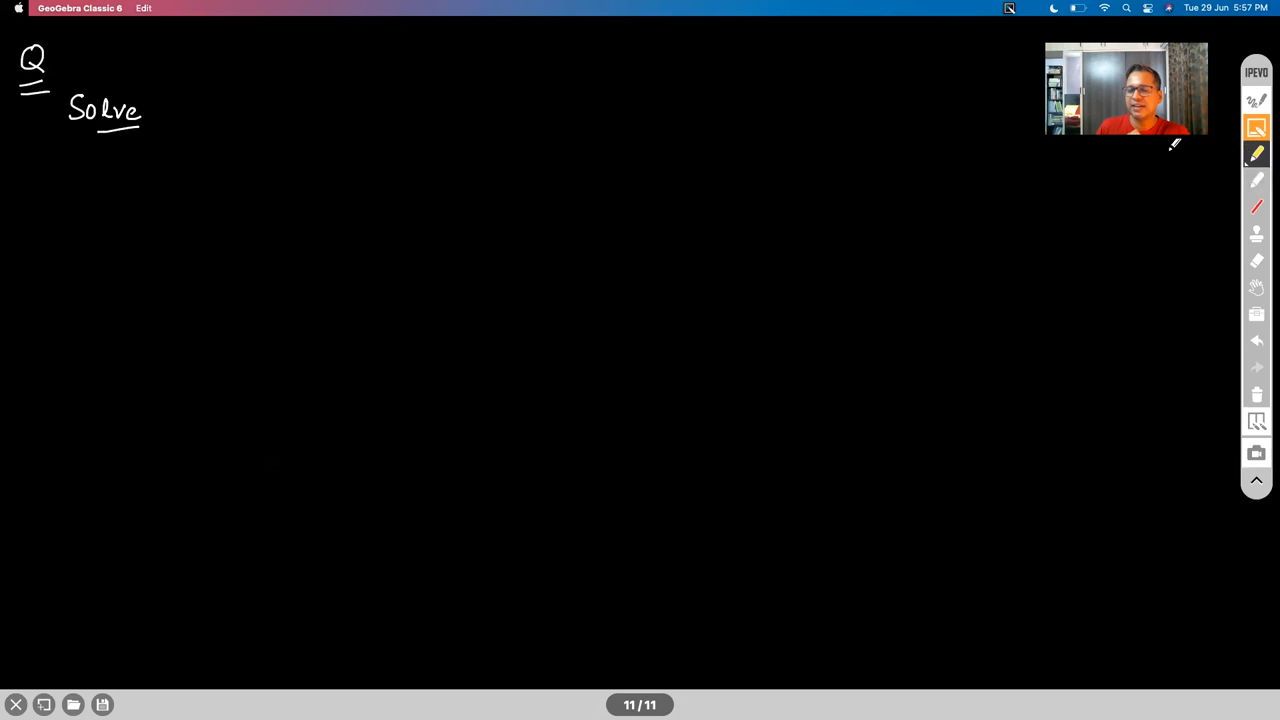 GeoGebra Classic 6 Edit Tue 29 Jun 5:57 PM
Q
Solve
IPEVO
11/11